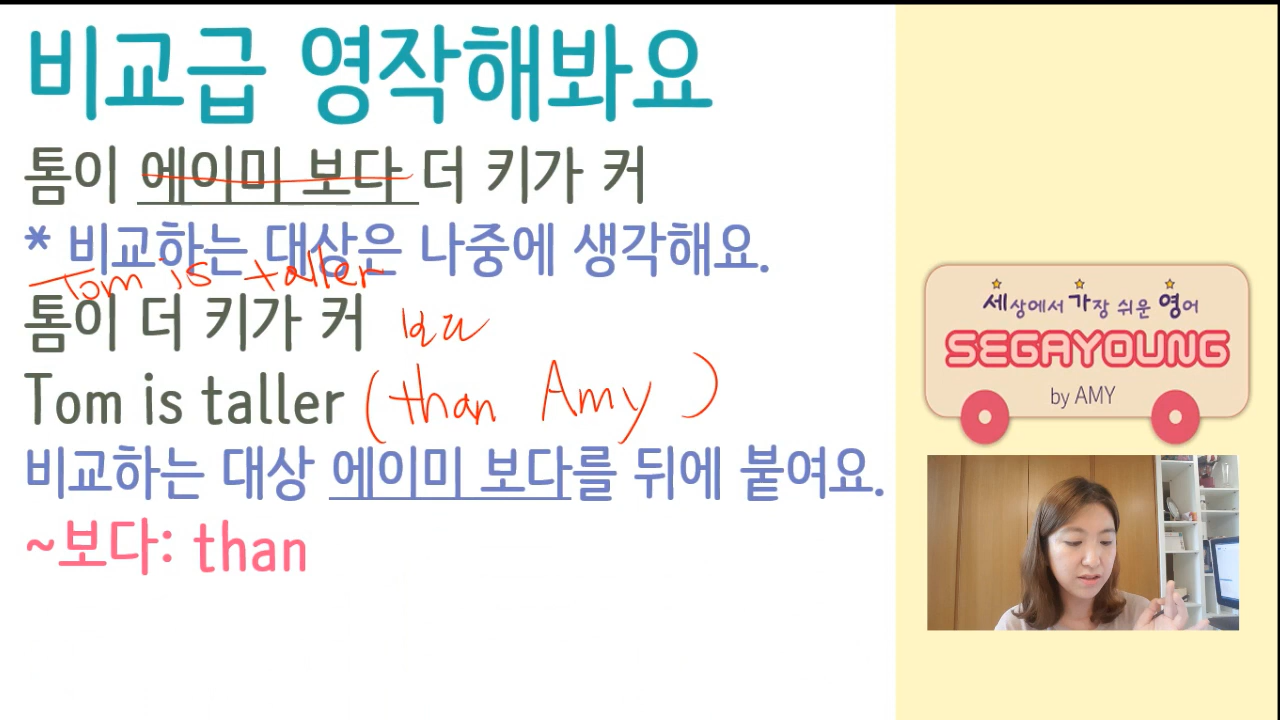 비교급 영작해봐요
톰이 에이미 보다 더 키가 커
* 비교하는 대상은 나중에 생각해요.
Tom is taller
톰이 더 키가 커
Tom is taller (than Amy)
비교하는 대상 에이미 보다를 뒤에 붙여요.
~보다: than
세상에서 가장 쉬운 영어
SEGAYOUNG
by AMY